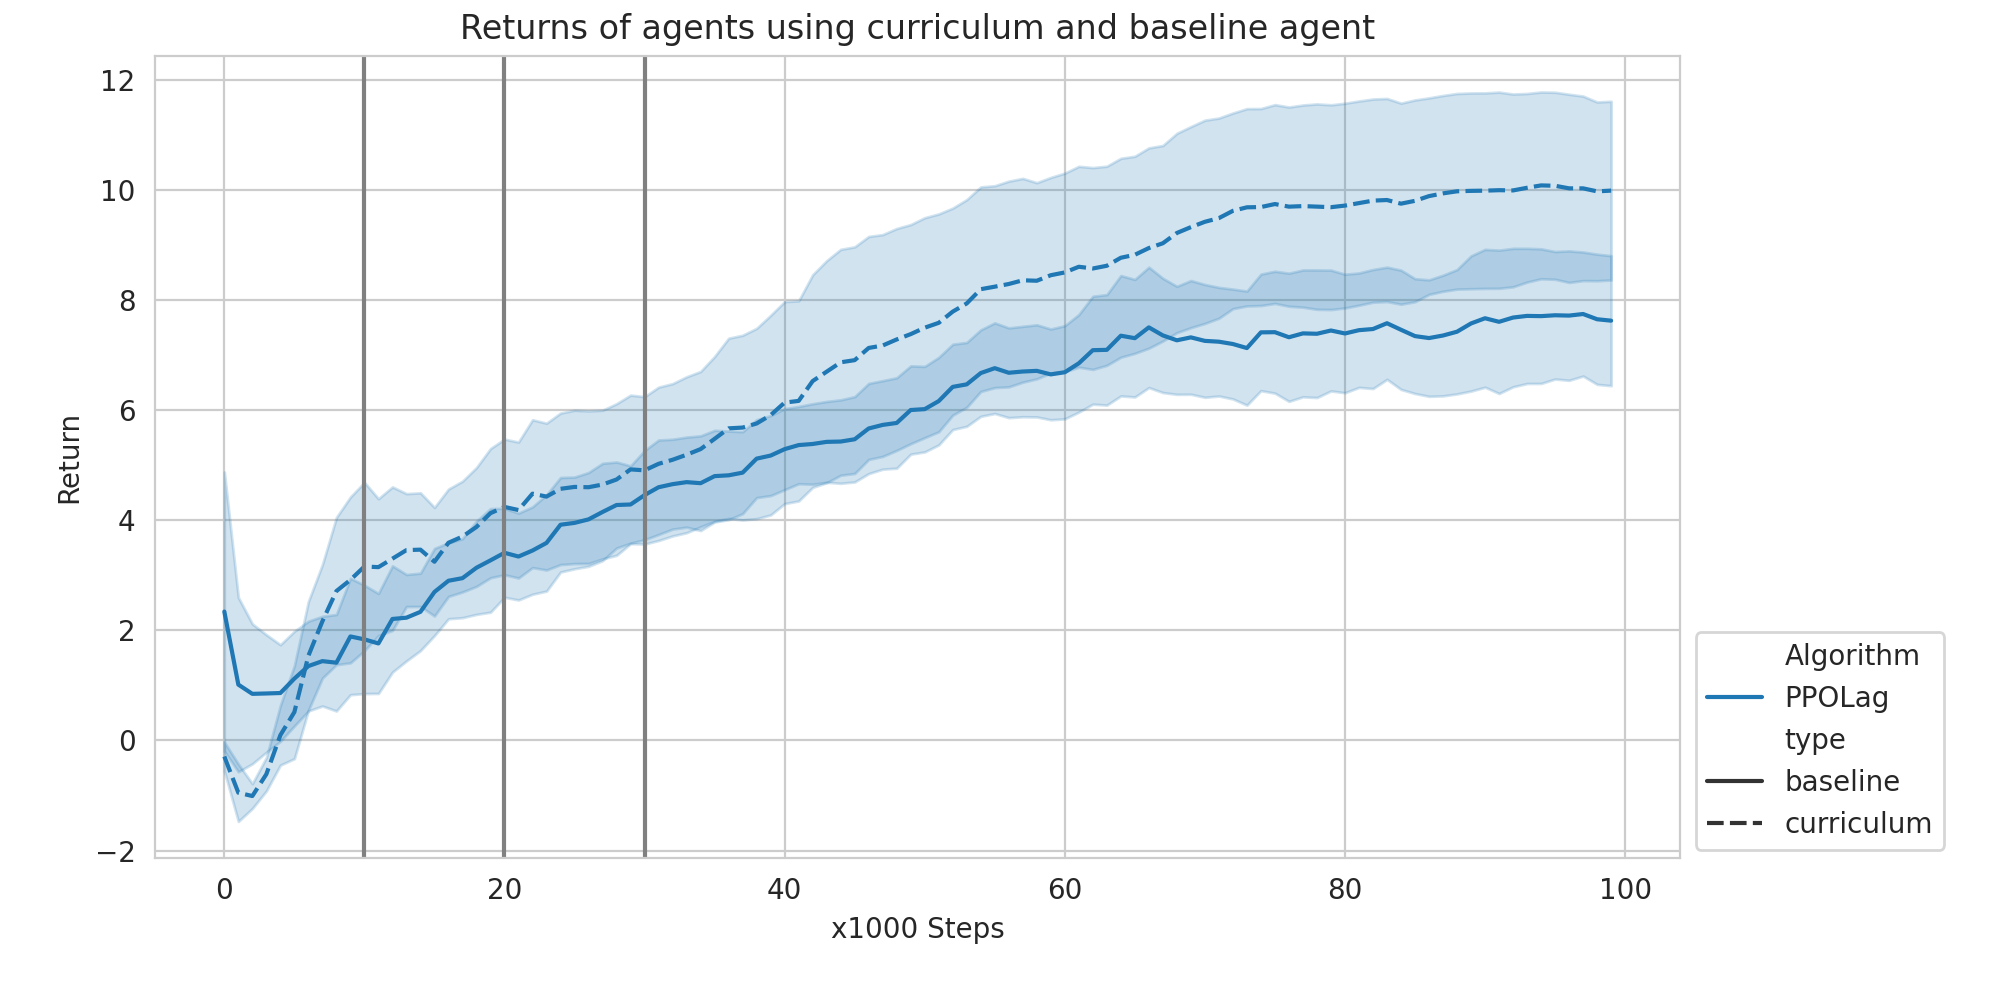 Returns of agents using curriculum and baseline agent
12
10
8
6
4
2
0
−2
Return
0 20 40 60 80 100
x1000 Steps
Algorithm
PPOLag
type
baseline
curriculum